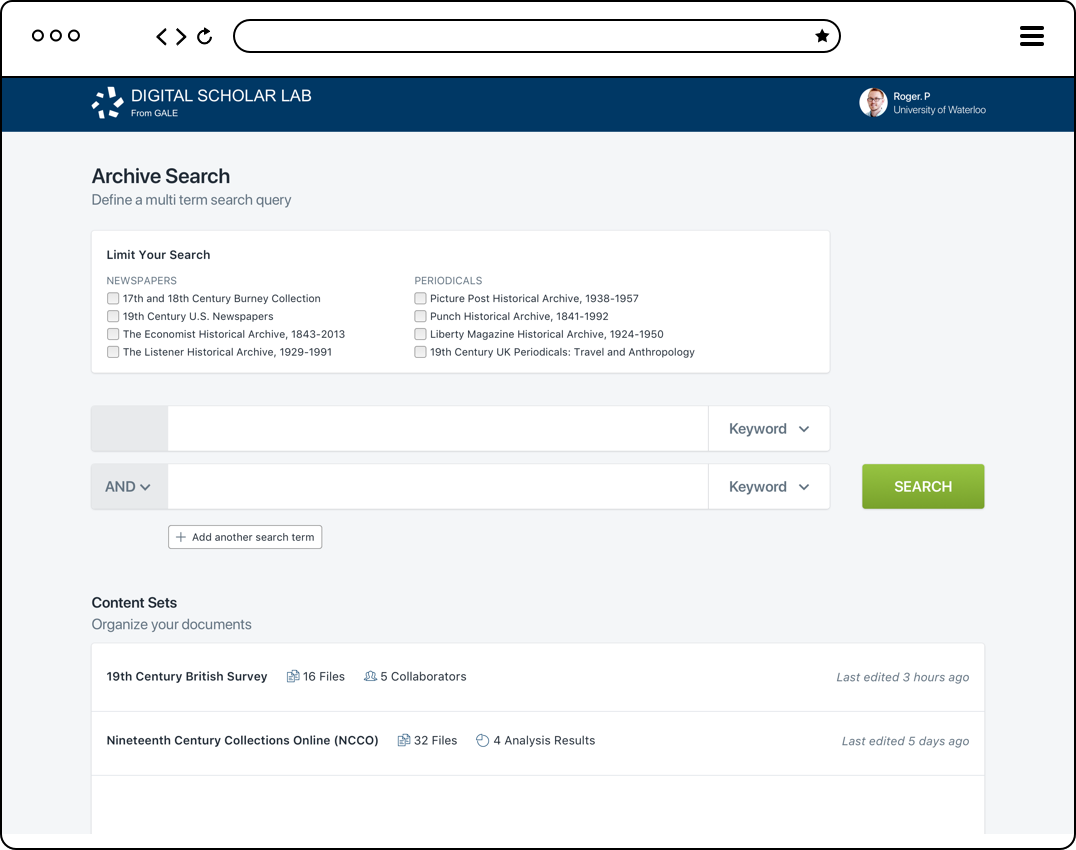 DIGITAL SCHOLAR LAB
From GALE
Roger. P
University of Waterloo
Archive Search
Define a multi term search query
Limit Your Search
NEWSPAPERS
17th and 18th Century Burney Collection
19th Century U.S. Newspapers
The Economist Historical Archive, 1843-2013
The Listener Historical Archive, 1929-1991
PERIODICALS
Picture Post Historical Archive, 1938-1957
Punch Historical Archive, 1841-1992
Liberty Magazine Historical Archive, 1924-1950
19th Century UK Periodicals: Travel and Anthropology
Keyword
AND
Keyword
SEARCH
Add another search term
Content Sets
Organize your documents
19th Century British Survey 16 Files 5 Collaborators Last edited 3 hours ago
Nineteenth Century Collections Online (NCCO) 32 Files 4 Analysis Results Last edited 5 days ago